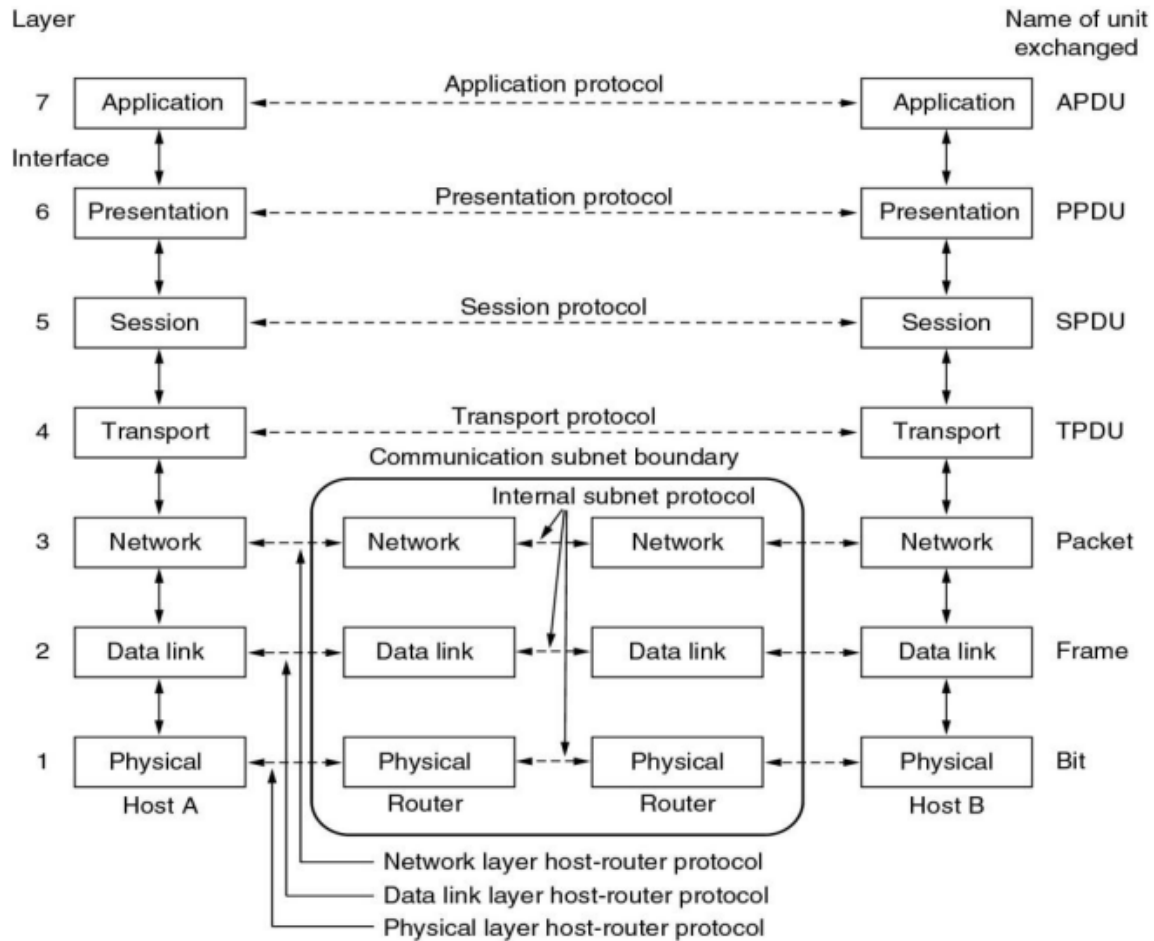 Layer
Name of unit
exchanged
Application protocol
7
Application
Application
APDU
Interface
Presentation protocol
6
Presentation
Presentation
PPDU
Session protocol
5
Session
Session
SPDU
Transport protocol
4
Transport
Transport
TPDU
Communication subnet boundary
Internal subnet protocol
3
Network
Network
Network
Network
Packet
2
Data link
Data link
Data link
Data link
Frame
1
Physical
Physical
Physical
Physical
Bit
Host A
Router
Router
Host B
Network layer host-router protocol
Data link layer host-router protocol
Physical layer host-router protocol